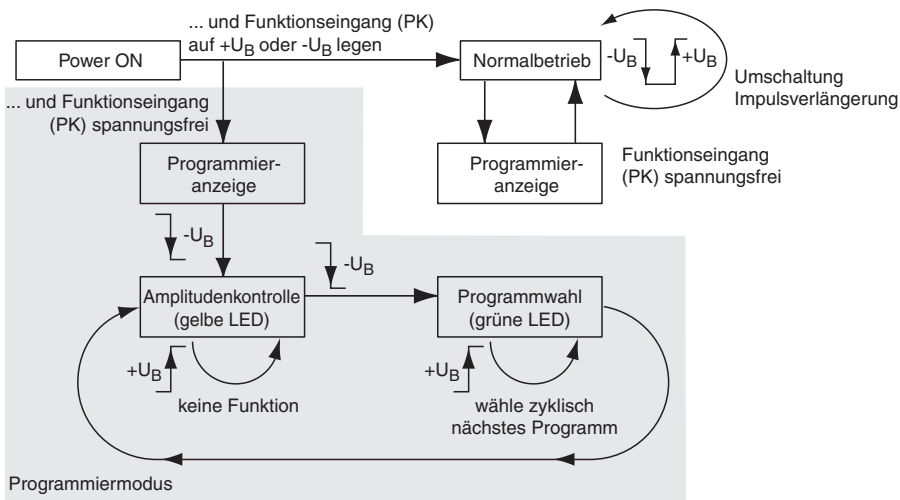 ... und Funktionseingang (PK)
auf +UB oder -UB legen
Power ON
Normalbetrieb
-UB
+UB
Umschaltung
Impulsverlängerung
... und Funktionseingang
(PK) spannungsfrei
Programmier-
anzeige
Programmier-
anzeige
Funktionseingang
(PK) spannungsfrei
-UB
-UB
Amplitudenkontrolle
(gelbe LED)
Programmwahl
(grüne LED)
+UB
keine Funktion
+UB
wähle zyklisch
nächstes Programm
Programmiermodus